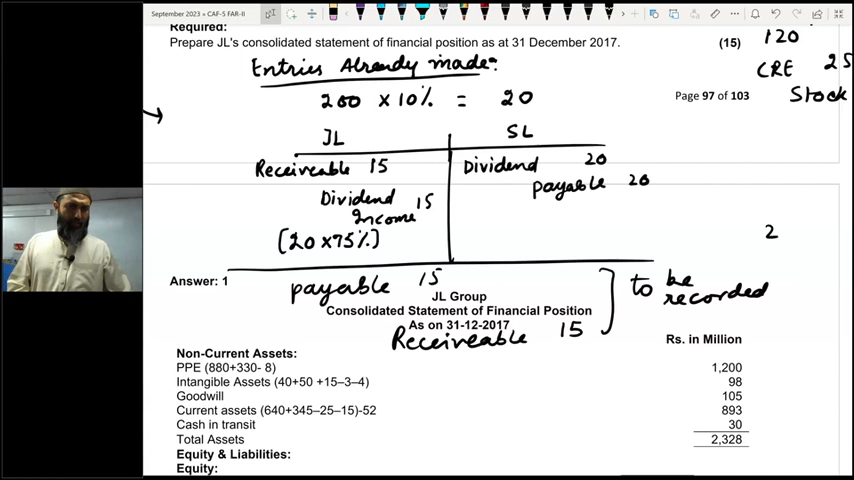 September 2023 » CAF-5 FAR-II
Required:
Prepare JL's consolidated statement of financial position as at 31 December 2017. (15)
120
Entries Already made:
CRE 25
200 x 10% = 20
Page 97 of 103
Stock
JL SL
Receiveable 15 Dividend 20
payable 20
Dividend Income 15
[20 x 75%]
2
Answer: 1
payable 15
to be recorded
JL Group
Consolidated Statement of Financial Position
As on 31-12-2017
Receiveable 15
Rs. in Million
Non-Current Assets:
PPE (880+330- 8) 1,200
Intangible Assets (40+50 +15–3–4) 98
Goodwill 105
Current assets (640+345–25–15)-52 893
Cash in transit 30
Total Assets 2,328
Equity & Liabilities:
Equity: